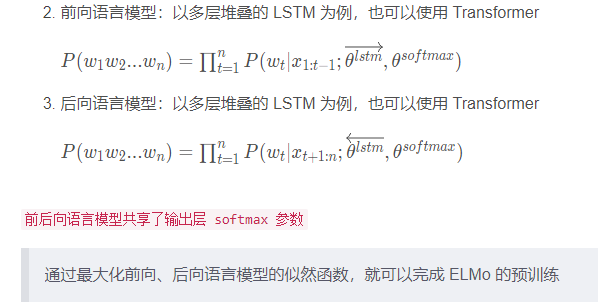 2. 前向语言模型：以多层堆叠的 LSTM 为例，也可以使用 Transformer
$P(w_1w_2...w_n) = \prod_{t=1}^{n} P(w_t|x_{1:t-1}; \overrightarrow{\theta^{lstm}}, \theta^{softmax})$
3. 后向语言模型：以多层堆叠的 LSTM 为例，也可以使用 Transformer
$P(w_1w_2...w_n) = \prod_{t=1}^{n} P(w_t|x_{t+1:n}; \overleftarrow{\theta^{lstm}}, \theta^{softmax})$
前后向语言模型共享了输出层 softmax 参数
通过最大化前向、后向语言模型的似然函数，就可以完成 ELMo 的预训练